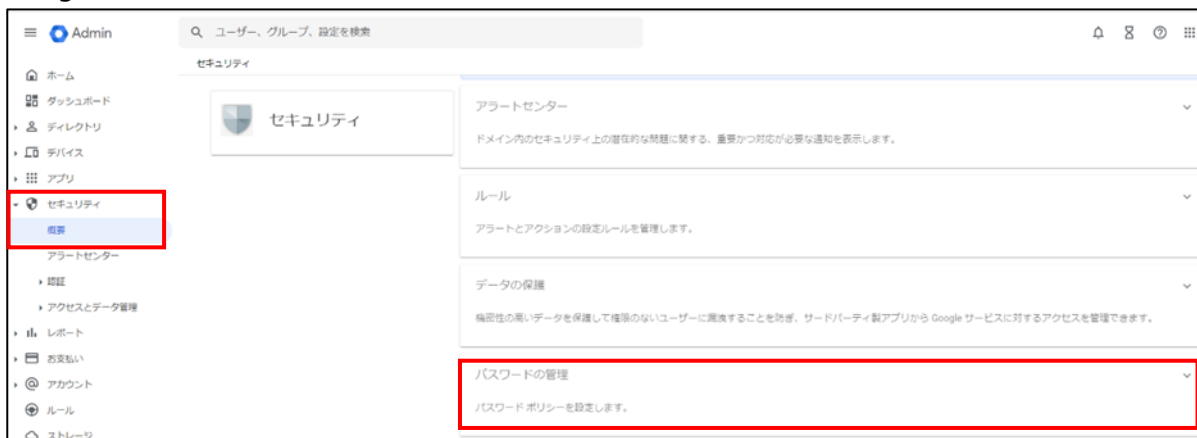 Admin
ユーザー、グループ、設定を検索
セキュリティ
ホーム
ダッシュボード
ディレクトリ
デバイス
アプリ
セキュリティ
概要
アラートセンター
認証
アクセスとデータ管理
レポート
お支払い
アカウント
ルール
ストレージ
セキュリティ
アラートセンター
ドメイン内のセキュリティ上の潜在的な問題に関する、重要かつ対応が必要な通知を表示します。
ルール
アラートとアクションの設定ルールを管理します。
データの保護
機密性の高いデータを保護して権限のないユーザーに漏洩することを防ぎ、サードパーティ製アプリから Google サービスに対するアクセスを管理できます。
パスワードの管理
パスワード ポリシーを設定します。